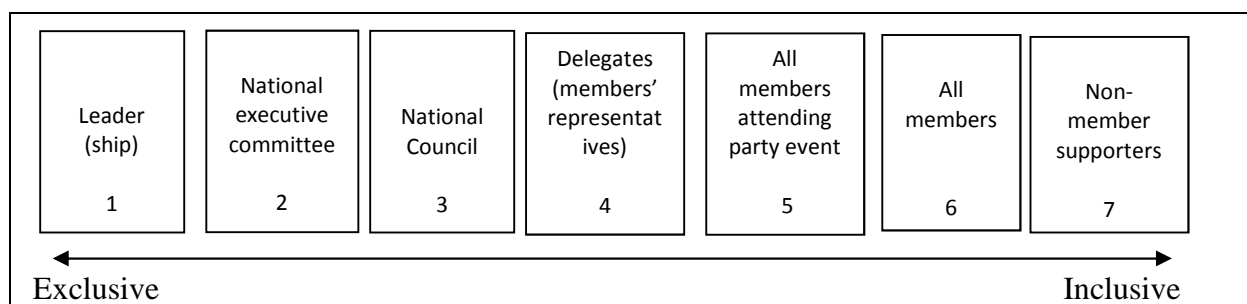 Leader
(ship)
1
National
executive
committee
2
National
Council
3
Delegates
(members’
representat
ives)
4
All
members
attending
party event
5
All
members
6
Non-
member
supporters
7
Exclusive
Inclusive